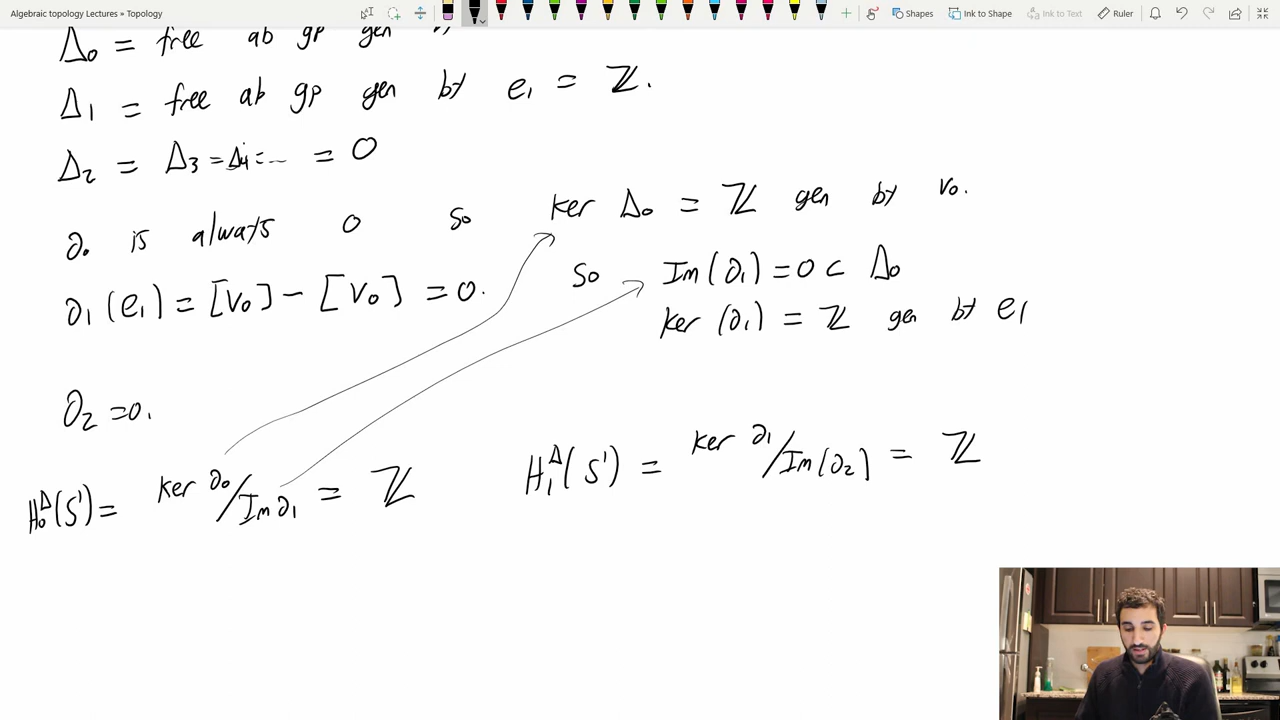 Algebraic topology Lectures » Topology
Shapes
Ink to Shape
Ink to Text
Ruler
Δ₀ = free ab gp gen
Δ₁ = free ab gp gen by e₁ = ℤ.
Δ₂ = Δ₃ = Δ₄ = ... = 0
∂₀ is always 0 so ker Δ₀ = ℤ gen by v₀.
∂₁(e₁) = [v₀] - [v₀] = 0. so Im(∂₁) = 0 ⊂ Δ₀
ker(∂₁) = ℤ gen by e₁
∂₂ = 0.
H₀^Δ(S¹) = ker ∂₀/Im ∂₁ = ℤ
H₁^Δ(S¹) = ker ∂₁/Im(∂₂) = ℤ